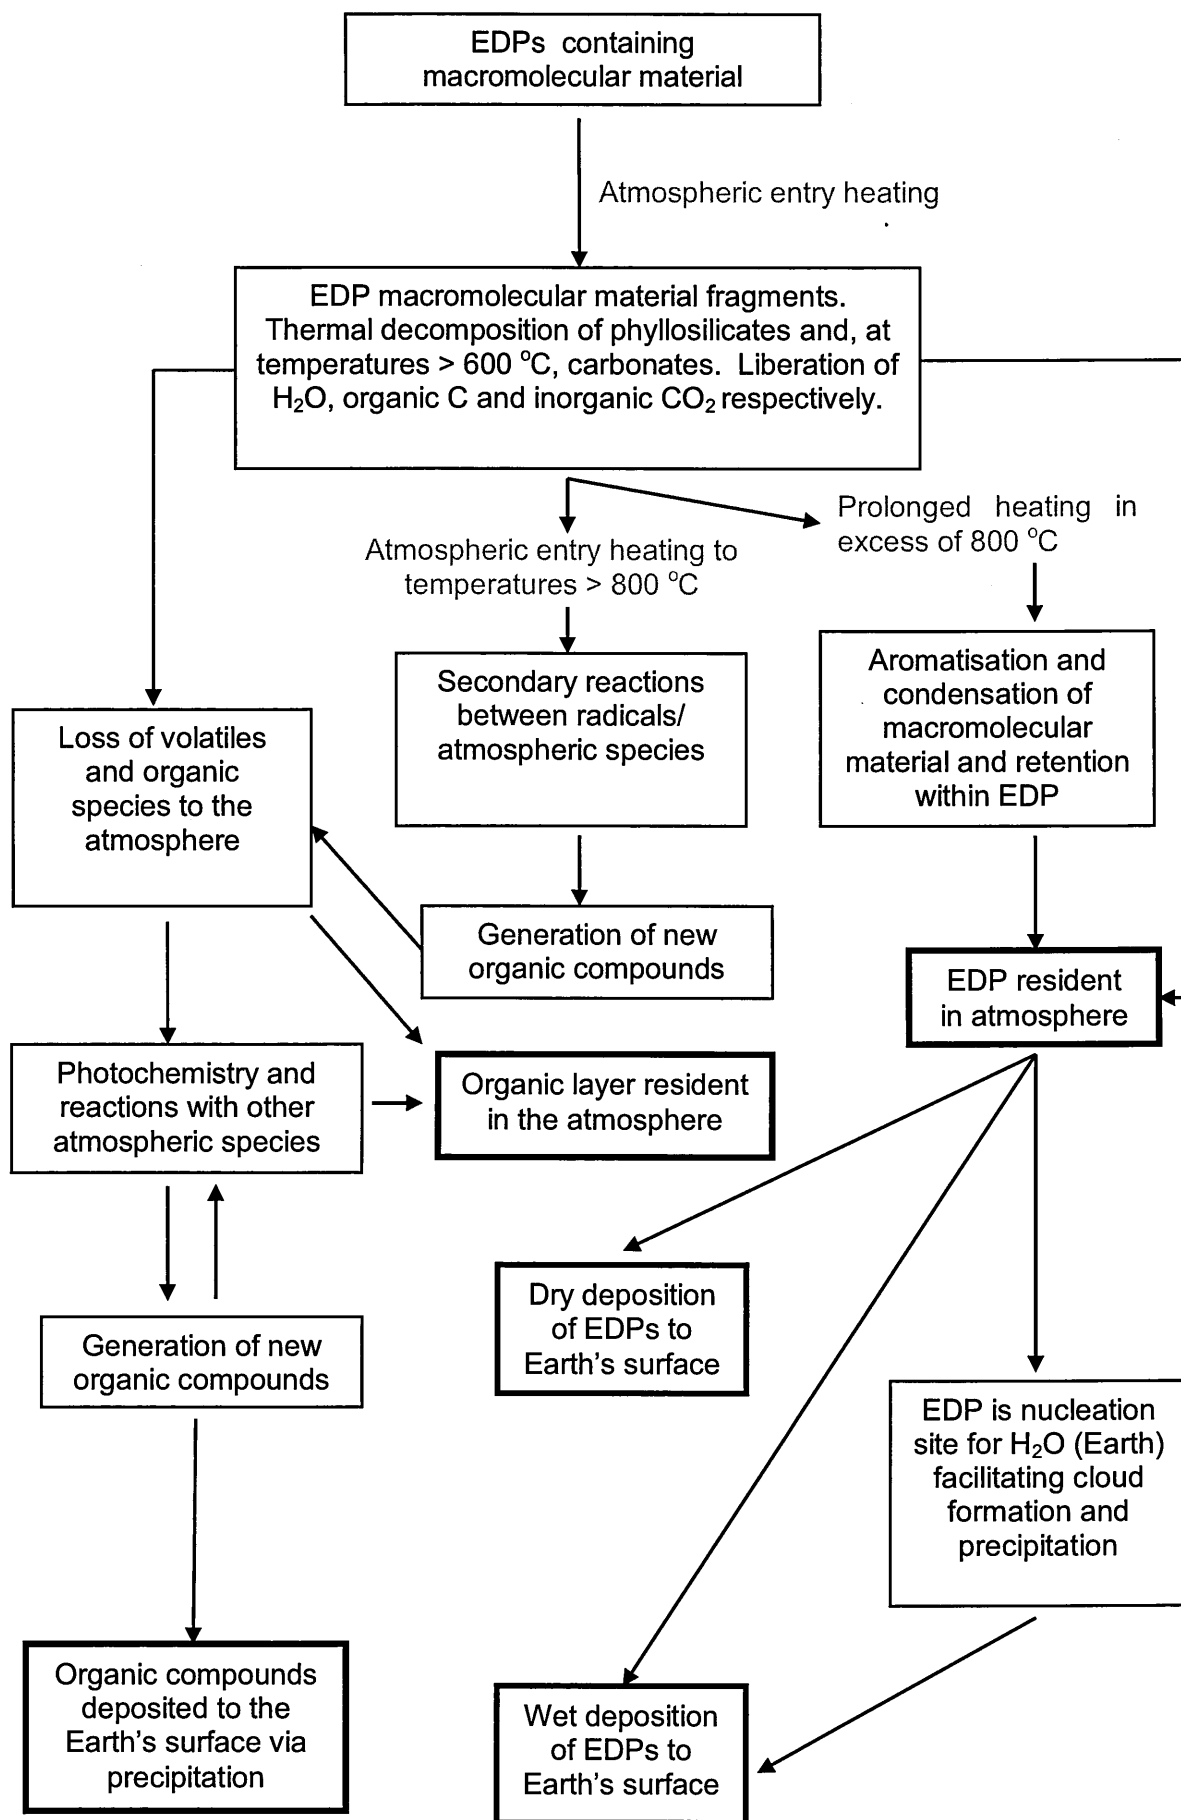 EDPs containing
macromolecular material
Atmospheric entry heating
EDP macromolecular material fragments.
Thermal decomposition of phyllosilicates and, at
temperatures > 600 °C, carbonates. Liberation of
H₂O, organic C and inorganic CO₂ respectively.
Prolonged heating in
excess of 800 °C
Atmospheric entry heating to
temperatures > 800 °C
Aromatisation and
condensation of
macromolecular
material and retention
within EDP
Secondary reactions
between radicals/
atmospheric species
Loss of volatiles
and organic
species to the
atmosphere
Generation of new
organic compounds
EDP resident
in atmosphere
Photochemistry and
reactions with other
atmospheric species
Organic layer resident
in the atmosphere
Dry deposition
of EDPs to
Earth's surface
Generation of new
organic compounds
EDP is nucleation
site for H₂O (Earth)
facilitating cloud
formation and
precipitation
Organic compounds
deposited to the
Earth's surface via
precipitation
Wet deposition
of EDPs to
Earth's surface